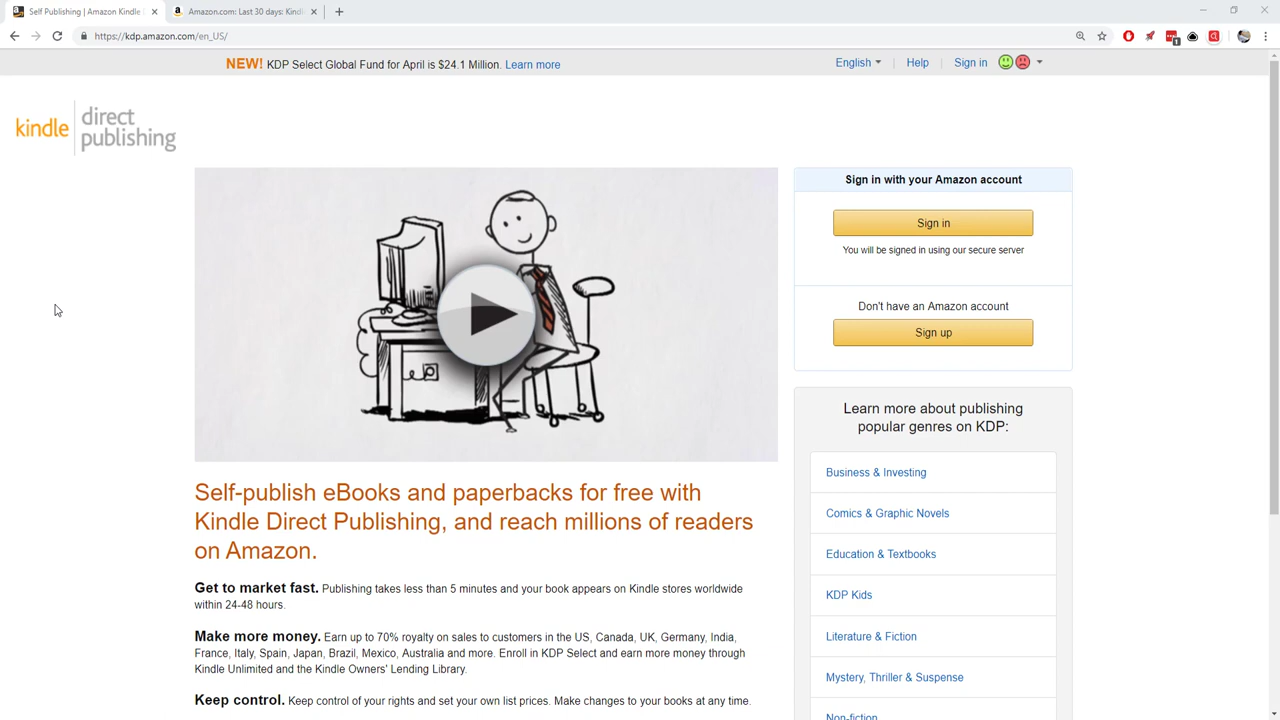 Self Publishing | Amazon Kindle
Amazon.com: Last 30 days: Kindl
https://kdp.amazon.com/en_US/
1
NEW! KDP Select Global Fund for April is $24.1 Million. Learn more
English
Help
Sign in
kindle
direct
publishing
Sign in with your Amazon account
Sign in
You will be signed in using our secure server
Don't have an Amazon account
Sign up
Self-publish eBooks and paperbacks for free with
Kindle Direct Publishing, and reach millions of readers
on Amazon.
Get to market fast. Publishing takes less than 5 minutes and your book appears on Kindle stores worldwide
within 24-48 hours.
Make more money. Earn up to 70% royalty on sales to customers in the US, Canada, UK, Germany, India,
France, Italy, Spain, Japan, Brazil, Mexico, Australia and more. Enroll in KDP Select and earn more money through
Kindle Unlimited and the Kindle Owners' Lending Library.
Keep control. Keep control of your rights and set your own list prices. Make changes to your books at any time.
Learn more about publishing
popular genres on KDP:
Business & Investing
Comics & Graphic Novels
Education & Textbooks
KDP Kids
Literature & Fiction
Mystery, Thriller & Suspense
Non-fiction